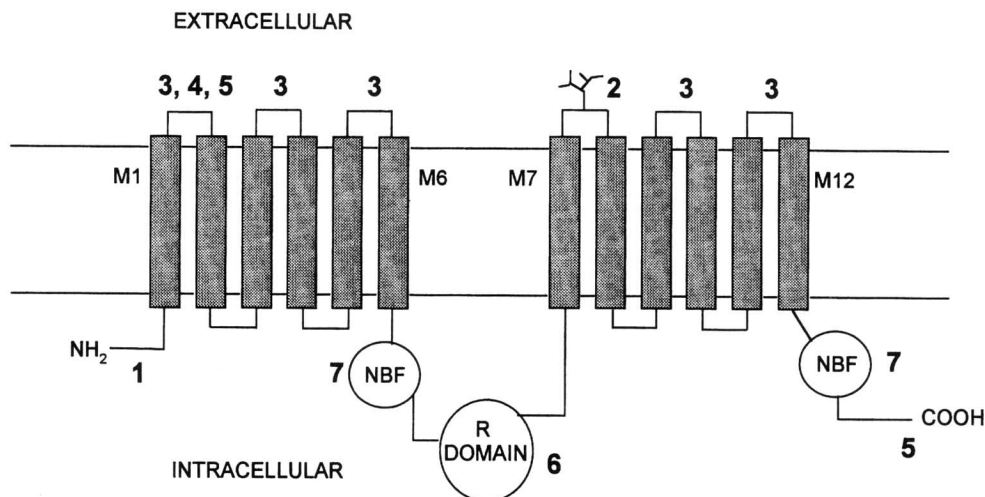 EXTRACELLULAR
3, 4, 5 3 3 2 3 3
M1 M6 M7 M12
NH2 1
7 NBF
NBF 7
R
DOMAIN 6
COOH
5
INTRACELLULAR